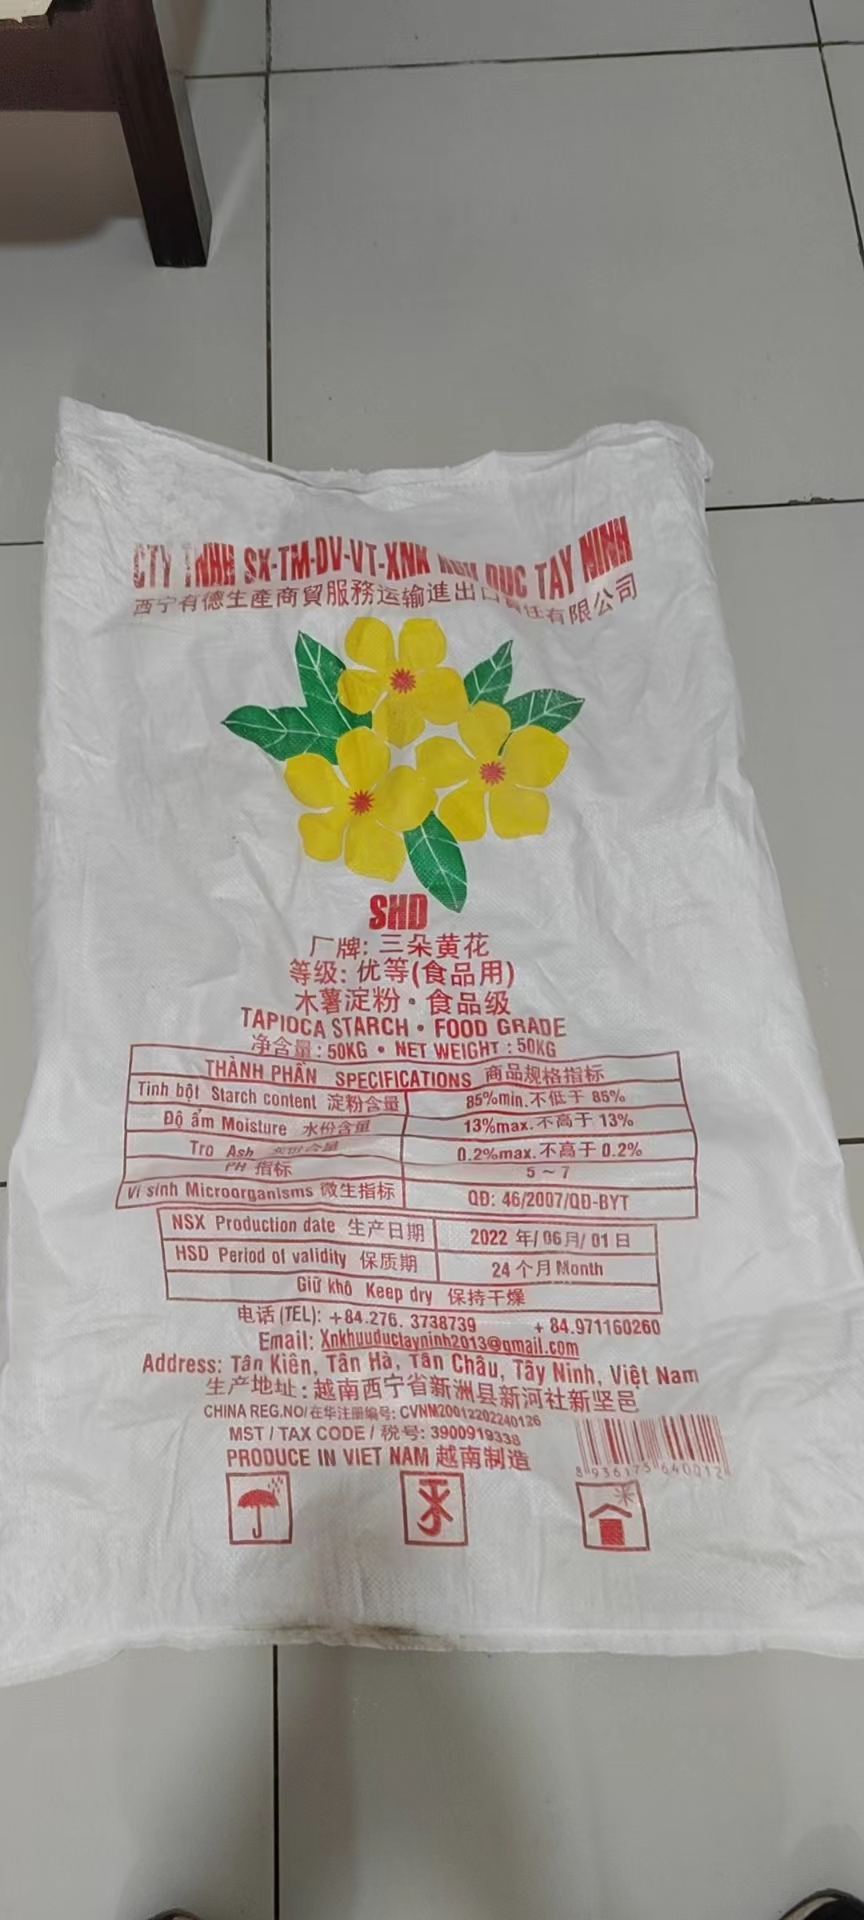 CTY TNHH SX-TM-DV-VT-XNK HỮU ĐỨC TAY NINH
西宁有德生產商貿服務运输進出口責任有限公司
SHD
厂牌: 三朵黄花
等级: 优等(食品用)
木薯淀粉 • 食品级
TAPIOCA STARCH • FOOD GRADE
净含量: 50KG • NET WEIGHT : 50KG
THÀNH PHẦN SPECIFICATIONS 商品规格指标
Tinh bột Starch content 淀粉含量 85%min.不低于 85%
Độ ẩm Moisture 水份含量 13%max.不高于 13%
Tro Ash 灰份含量 0.2%max.不高于 0.2%
PH 指标 5 ~ 7
Vi sinh Microorganisms 微生指标 QĐ: 46/2007/QĐ-BYT
NSX Production date 生产日期 2022 年/ 06月/ 01 日
HSD Period of validity 保质期 24 个月 Month
Giữ khô Keep dry 保持干燥
电话 (TEL): +84.276. 3738739 + 84.971160260
Email: Xnkhuuductayninh2013@gmail.com
Address: Tân Kiên, Tân Hà, Tân Châu, Tây Ninh, Việt Nam
生产地址: 越南西宁省新洲县新河社新坚邑
CHINA REG.NO/在华注册编号: CVNM20012202240126
MST / TAX CODE / 税号: 3900919338
PRODUCE IN VIET NAM 越南制造
8 936175 640012